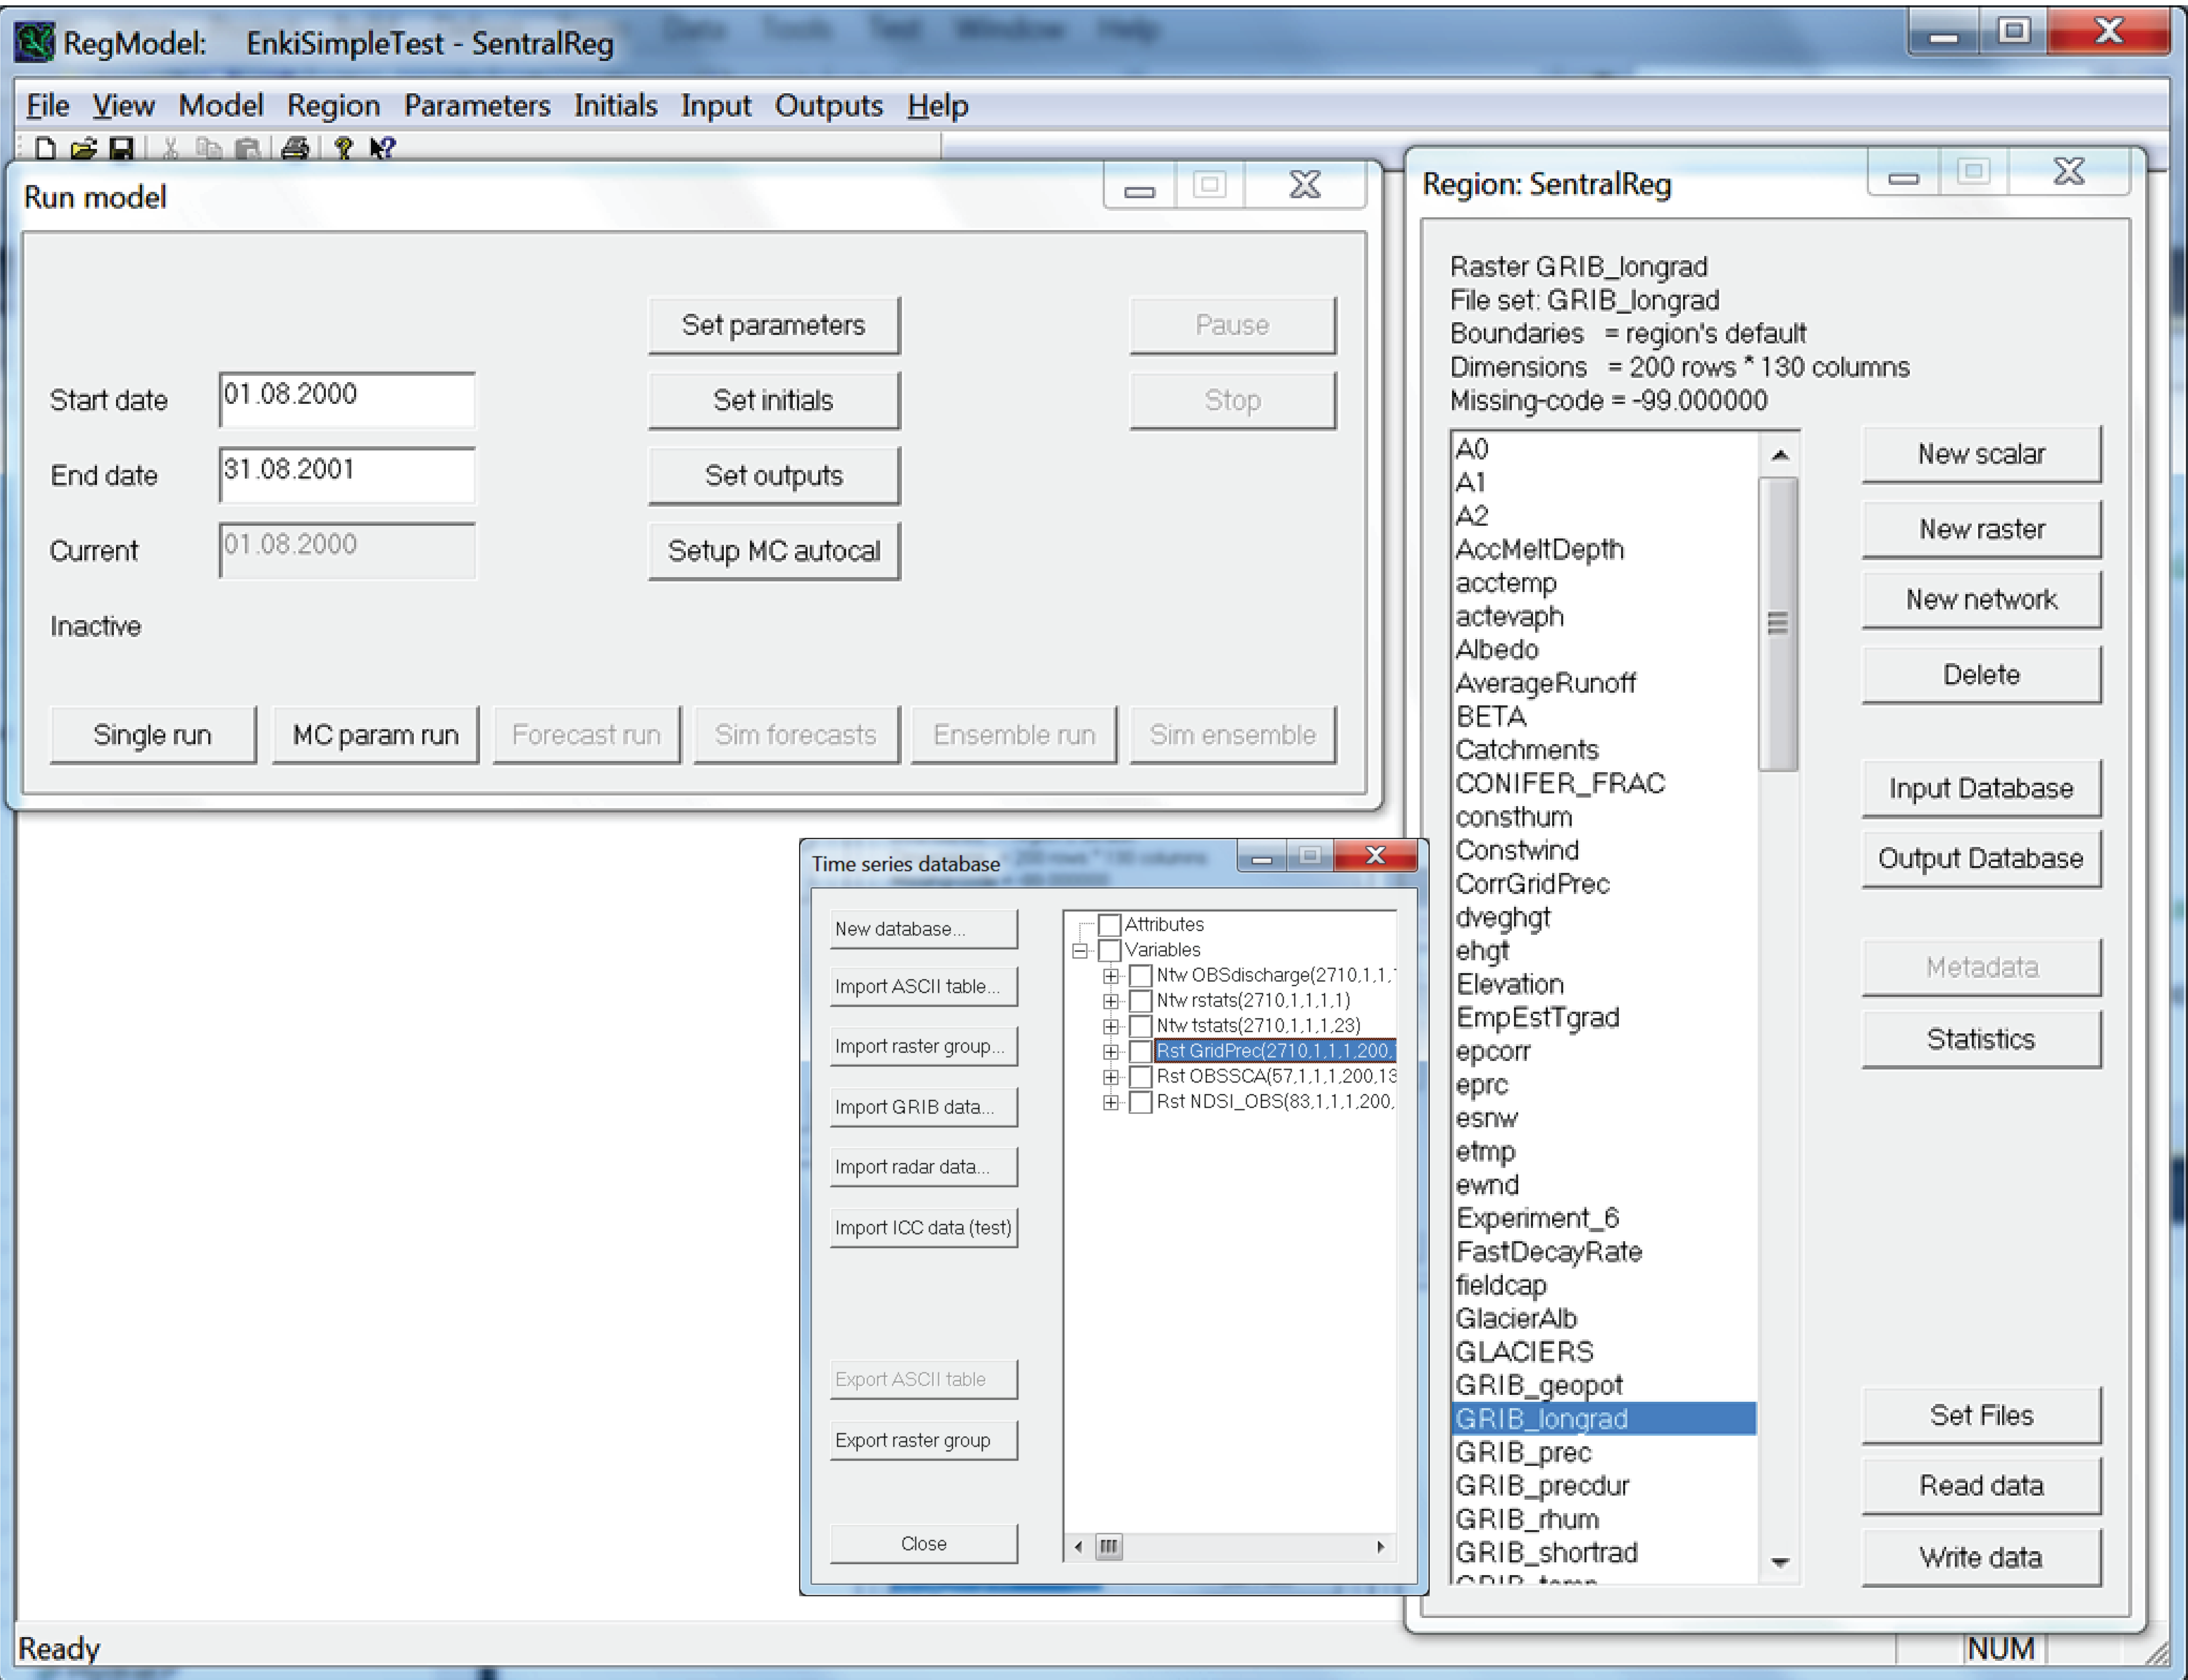 RegModel: EnkiSimpleTest - SentralReg
Data Tools Test Window Help
File View Model Region Parameters Initials Input Outputs Help
Run model
Start date 01.08.2000
End date 31.08.2001
Current 01.08.2000
Inactive
Set parameters
Set initials
Set outputs
Setup MC autocal
Pause
Stop
Single run
MC param run
Forecast run
Sim forecasts
Ensemble run
Sim ensemble
Time series database
New database...
Import ASCII table...
Import raster group...
Import GRIB data...
Import radar data...
Import ICC data (test)
Export ASCII table
Export raster group
Close
Attributes
Variables
Ntw OBSdischarge(2710,1,1,
Ntw rstats(2710,1,1,1,1)
Ntw tstats(2710,1,1,1,23)
Rst GridPrec(2710,1,1,1,200,
Rst OBSSCA(57,1,1,1,200,13
Rst NDSI_OBS(83,1,1,1,200,
Region: SentralReg
Raster GRIB_longrad
File set: GRIB_longrad
Boundaries = region's default
Dimensions = 200 rows * 130 columns
Missing-code = -99.000000
A0
A1
A2
AccMeltDepth
acctemp
actevaph
Albedo
AverageRunoff
BETA
Catchments
CONIFER_FRAC
consthum
Constwind
CorrGridPrec
dveghgt
ehgt
Elevation
EmpEstTgrad
epcorr
eprc
esnw
etmp
ewnd
Experiment_6
FastDecayRate
fieldcap
GlacierAlb
GLACIERS
GRIB_geopot
GRIB_longrad
GRIB_prec
GRIB_precdur
GRIB_rhum
GRIB_shortrad
New scalar
New raster
New network
Delete
Input Database
Output Database
Metadata
Statistics
Set Files
Read data
Write data
Ready
NUM